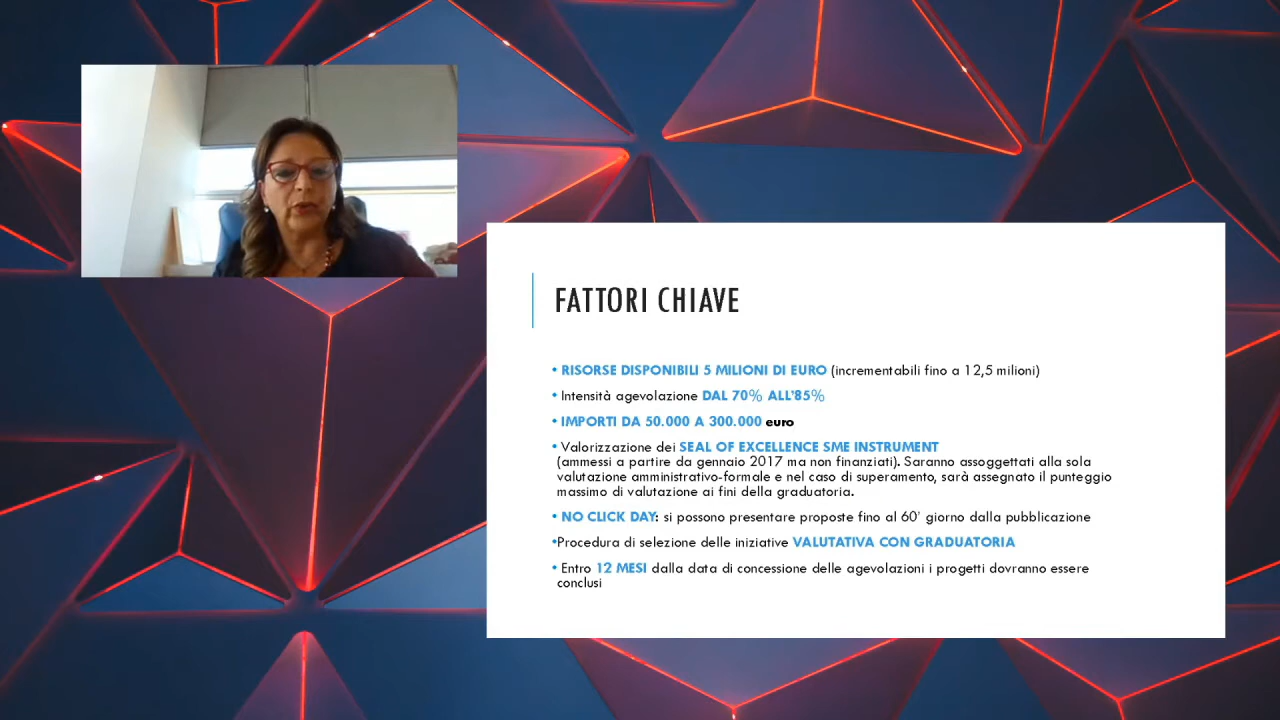 FATTORI CHIAVE
• RISORSE DISPONIBILI 5 MILIONI DI EURO (incrementabili fino a 12,5 milioni)
• Intensità agevolazione DAL 70% ALL'85%
• IMPORTI DA 50.000 A 300.000 euro
• Valorizzazione dei SEAL OF EXCELLENCE SME INSTRUMENT
(ammessi a partire da gennaio 2017 ma non finanziati). Saranno assoggettati alla sola
valutazione amministrativo-formale e nel caso di superamento, sarà assegnato il punteggio
massimo di valutazione ai fini della graduatoria.
• NO CLICK DAY: si possono presentare proposte fino al 60' giorno dalla pubblicazione
•Procedura di selezione delle iniziative VALUTATIVA CON GRADUATORIA
• Entro 12 MESI dalla data di concessione delle agevolazioni i progetti dovranno essere
conclusi